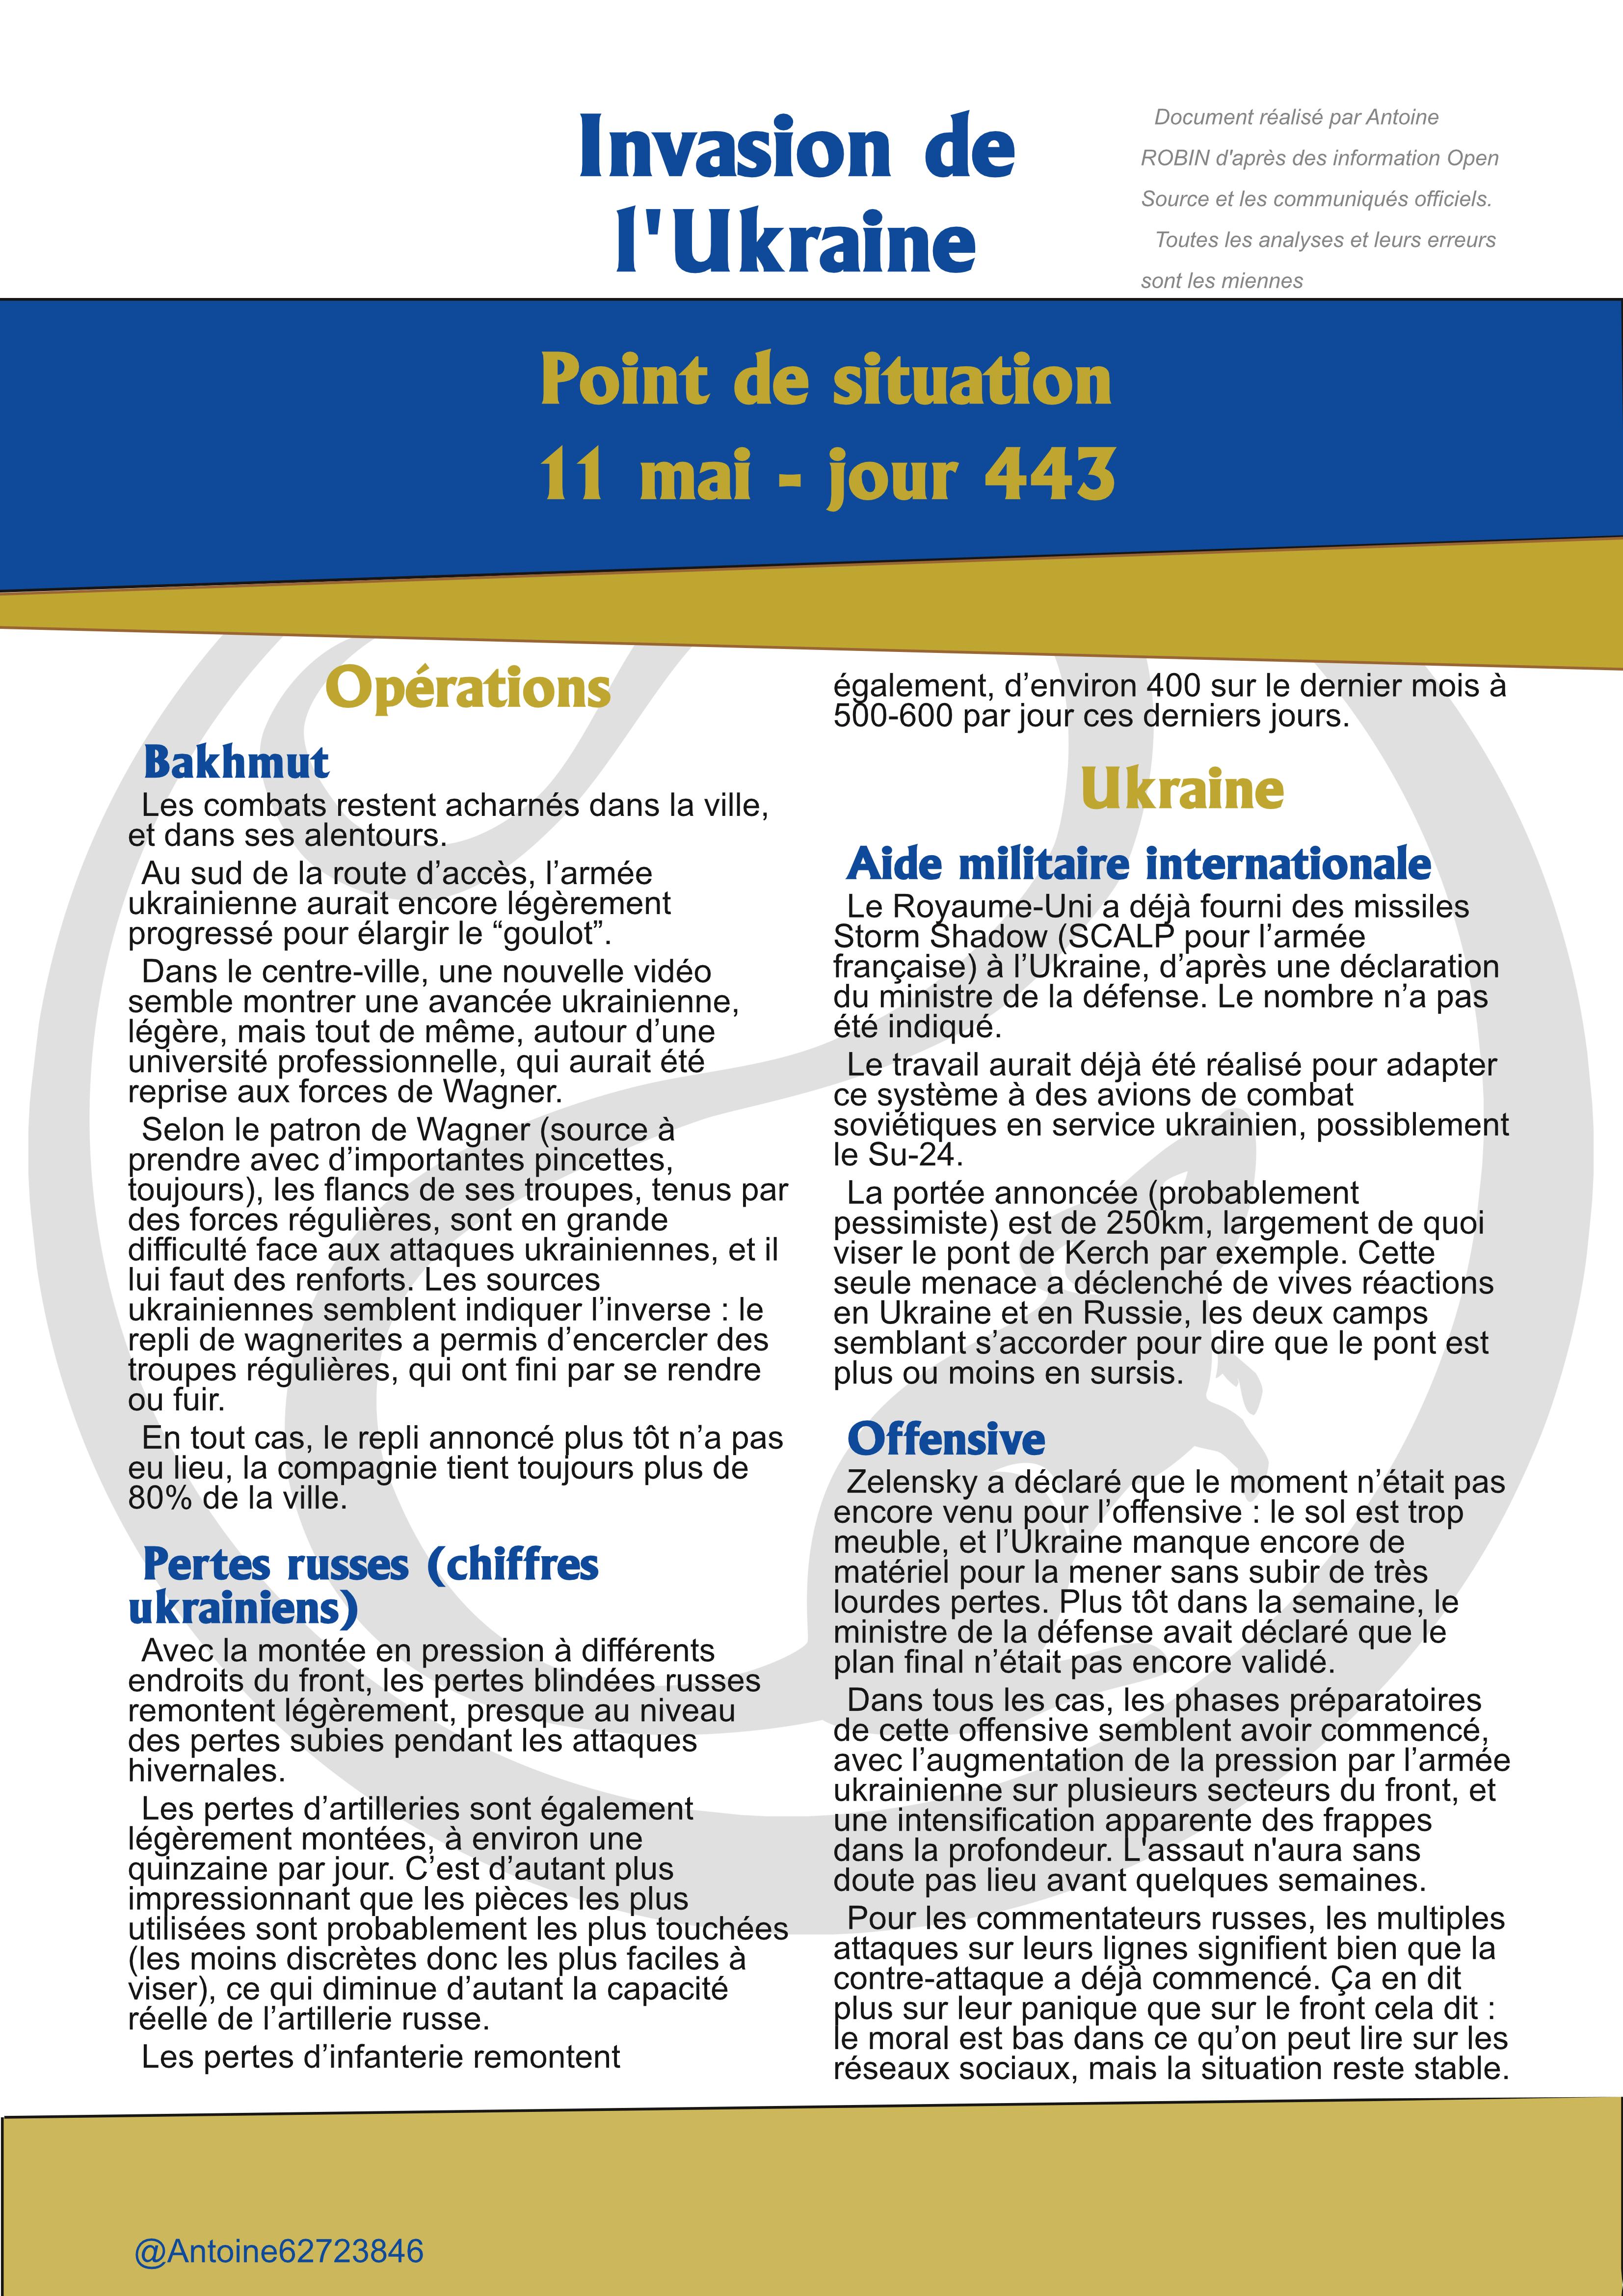 Invasion de
l'Ukraine
Document réalisé par Antoine
ROBIN d'après des information Open
Source et les communiqués officiels.
Toutes les analyses et leurs erreurs
sont les miennes
Point de situation
11 mai - jour 443
Opérations
Bakhmut
Les combats restent acharnés dans la ville,
et dans ses alentours.
Au sud de la route d’accès, l’armée
ukrainienne aurait encore légèrement
progressé pour élargir le “goulot”.
Dans le centre-ville, une nouvelle vidéo
semble montrer une avancée ukrainienne,
légère, mais tout de même, autour d’une
université professionnelle, qui aurait été
reprise aux forces de Wagner.
Selon le patron de Wagner (source à
prendre avec d’importantes pincettes,
toujours), les flancs de ses troupes, tenus par
des forces régulières, sont en grande
difficulté face aux attaques ukrainiennes, et il
lui faut des renforts. Les sources
ukrainiennes semblent indiquer l’inverse : le
repli de wagnerites a permis d’encercler des
troupes régulières, qui ont fini par se rendre
ou fuir.
En tout cas, le repli annoncé plus tôt n’a pas
eu lieu, la compagnie tient toujours plus de
80% de la ville.
Pertes russes (chiffres
ukrainiens)
Avec la montée en pression à différents
endroits du front, les pertes blindées russes
remontent légèrement, presque au niveau
des pertes subies pendant les attaques
hivernales.
Les pertes d’artilleries sont également
légèrement montées, à environ une
quinzaine par jour. C’est d’autant plus
impressionnant que les pièces les plus
utilisées sont probablement les plus touchées
(les moins discrètes donc les plus faciles à
viser), ce qui diminue d’autant la capacité
réelle de l’artillerie russe.
Les pertes d’infanterie remontent
également, d’environ 400 sur le dernier mois à
500-600 par jour ces derniers jours.
Ukraine
Aide militaire internationale
Le Royaume-Uni a déjà fourni des missiles
Storm Shadow (SCALP pour l’armée
française) à l’Ukraine, d’après une déclaration
du ministre de la défense. Le nombre n’a pas
été indiqué.
Le travail aurait déjà été réalisé pour adapter
ce système à des avions de combat
soviétiques en service ukrainien, possiblement
le Su-24.
La portée annoncée (probablement
pessimiste) est de 250km, largement de quoi
viser le pont de Kerch par exemple. Cette
seule menace a déclenché de vives réactions
en Ukraine et en Russie, les deux camps
semblant s’accorder pour dire que le pont est
plus ou moins en sursis.
Offensive
Zelensky a déclaré que le moment n’était pas
encore venu pour l’offensive : le sol est trop
meuble, et l’Ukraine manque encore de
matériel pour la mener sans subir de très
lourdes pertes. Plus tôt dans la semaine, le
ministre de la défense avait déclaré que le
plan final n’était pas encore validé.
Dans tous les cas, les phases préparatoires
de cette offensive semblent avoir commencé,
avec l’augmentation de la pression par l’armée
ukrainienne sur plusieurs secteurs du front, et
une intensification apparente des frappes
dans la profondeur. L'assaut n'aura sans
doute pas lieu avant quelques semaines.
Pour les commentateurs russes, les multiples
attaques sur leurs lignes signifient bien que la
contre-attaque a déjà commencé. Ça en dit
plus sur leur panique que sur le front cela dit :
le moral est bas dans ce qu’on peut lire sur les
réseaux sociaux, mais la situation reste stable.
@Antoine62723846